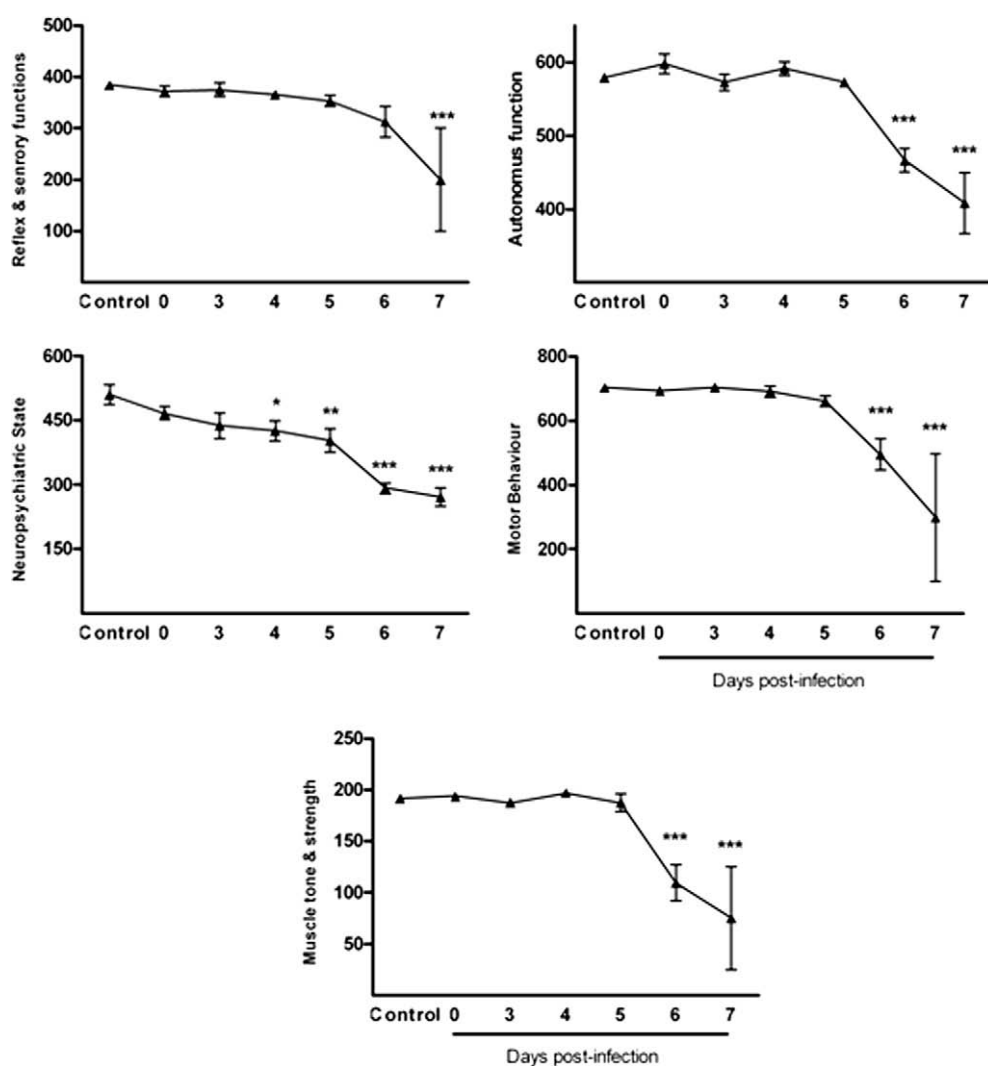 Reflex & senrory functions
500
400
300
200
100
***
Control 0 3 4 5 6 7
Autonomus function
600
500
400
***
***
Control 0 3 4 5 6 7
Neuropsychiatric State
600
450
300
150
*
**
***
***
Control 0 3 4 5 6 7
Motor Behaviour
800
600
400
200
***
***
Control 0 3 4 5 6 7
Days post-infection
Muscle tone & strength
250
200
150
100
50
***
***
Control 0 3 4 5 6 7
Days post-infection